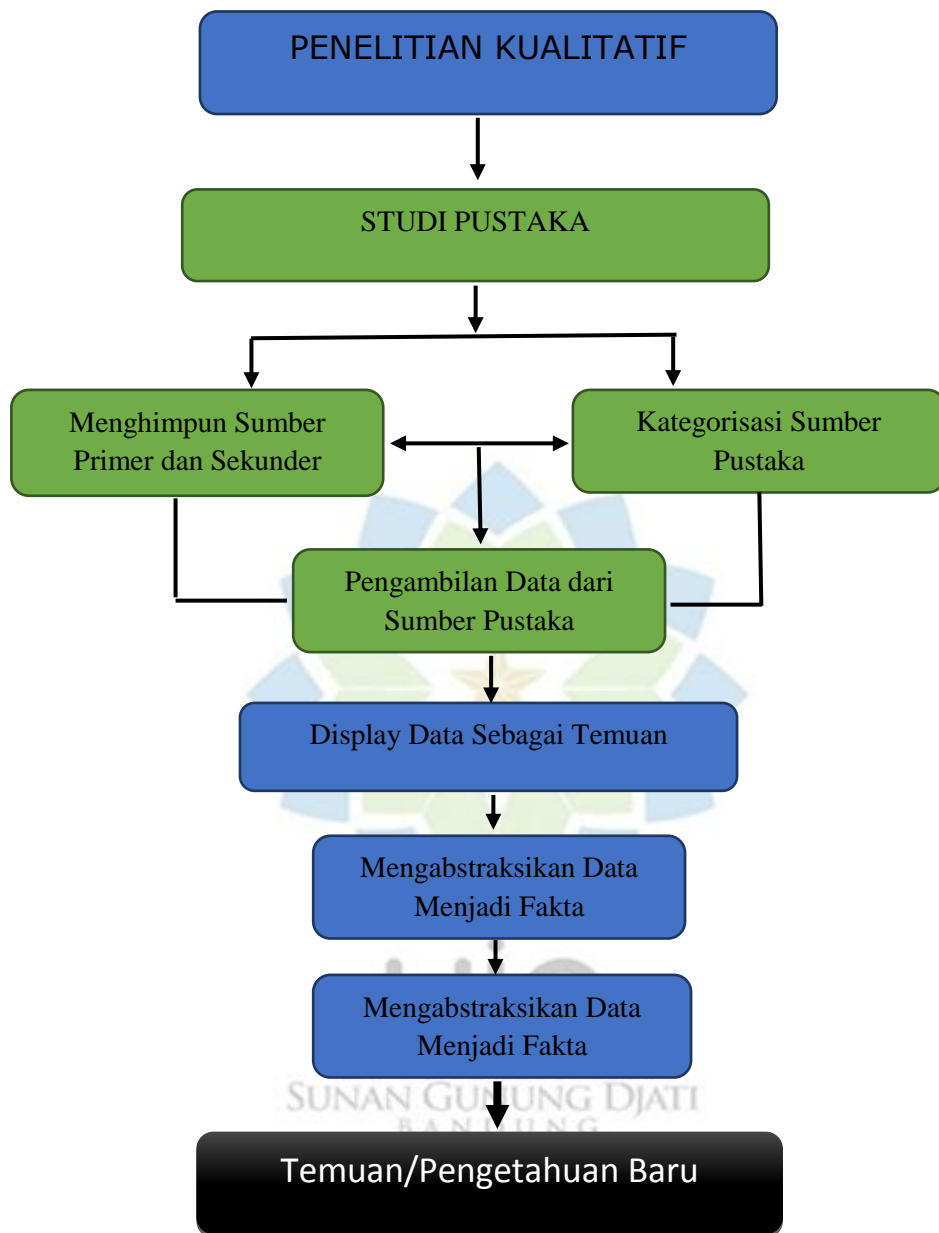 PENELITIAN KUALITATIF
STUDI PUSTAKA
Menghimpun Sumber
Primer dan Sekunder
Kategorisasi Sumber
Pustaka
Pengambilan Data dari
Sumber Pustaka
Display Data Sebagai Temuan
Mengabstraksikan Data
Menjadi Fakta
Mengabstraksikan Data
Menjadi Fakta
SUNAN GUNUNG DJATI
BANDUNG
Temuan/Pengetahuan Baru